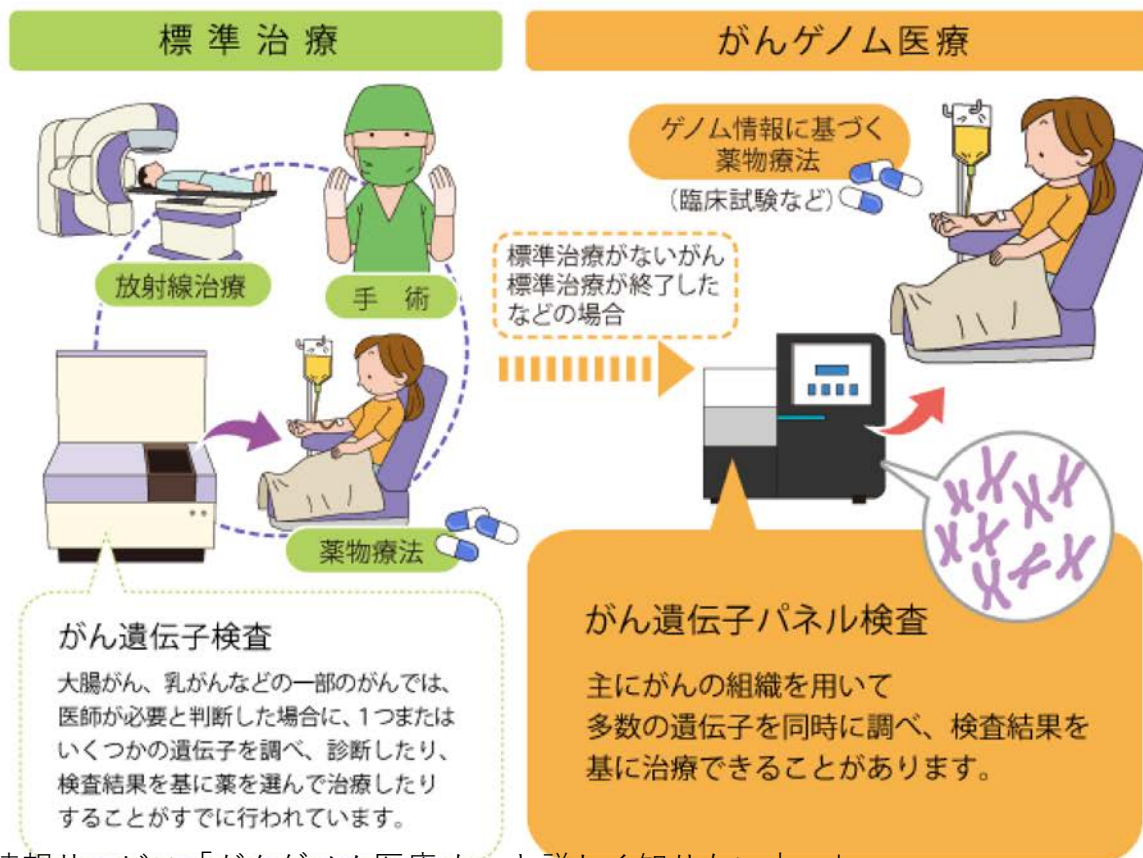 標準治療
がんゲノム医療
放射線治療
手術
薬物療法
がん遺伝子検査
大腸がん、乳がんなどの一部のがんでは、
医師が必要と判断した場合に、1つまたは
いくつかの遺伝子を調べ、診断したり、
検査結果を基に薬を選んで治療したり
することがすでに行われています。
標準治療がないがん
標準治療が終了した
などの場合
ゲノム情報に基づく
薬物療法
(臨床試験など)
がん遺伝子パネル検査
主にがんの組織を用いて
多数の遺伝子を同時に調べ、検査結果を
基に治療できることがあります。